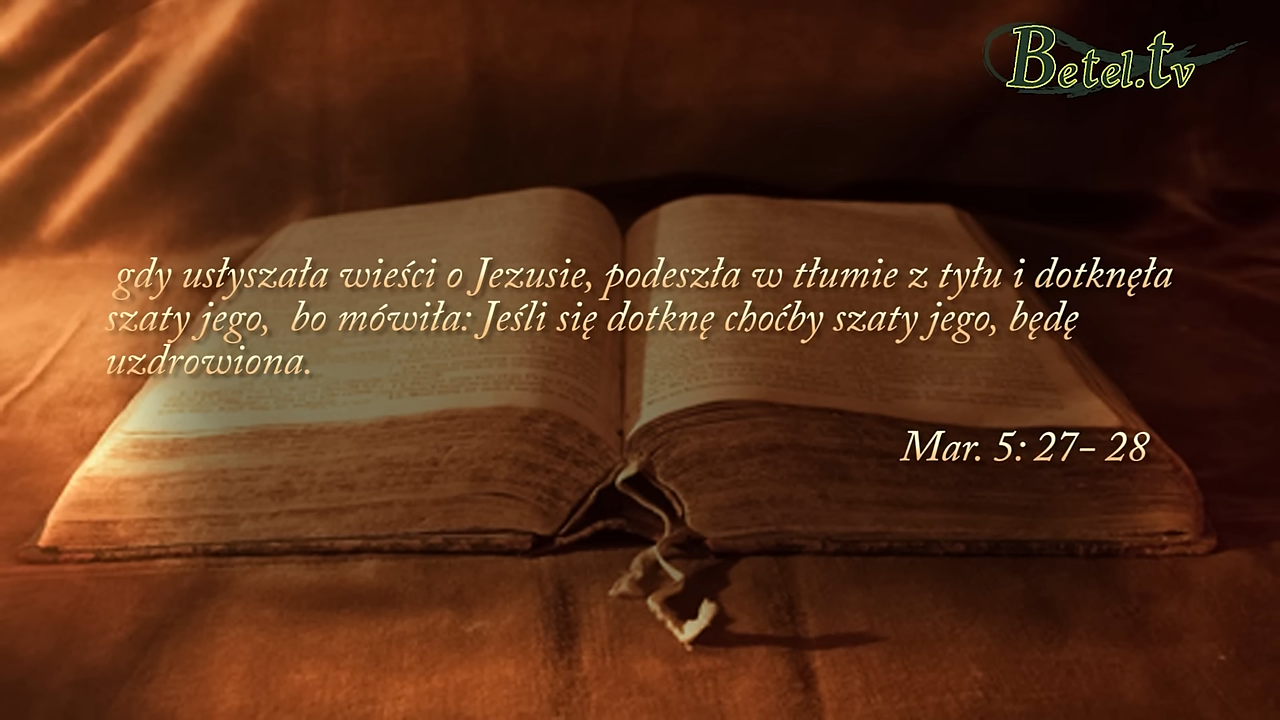 Betel.tv
gdy usłyszała wieści o Jezusie, podeszła w tłumie z tyłu i dotknęła
szaty jego,  bo mówiła: Jeśli się dotknę choćby szaty jego, będę
uzdrowiona.
Mar. 5: 27– 28